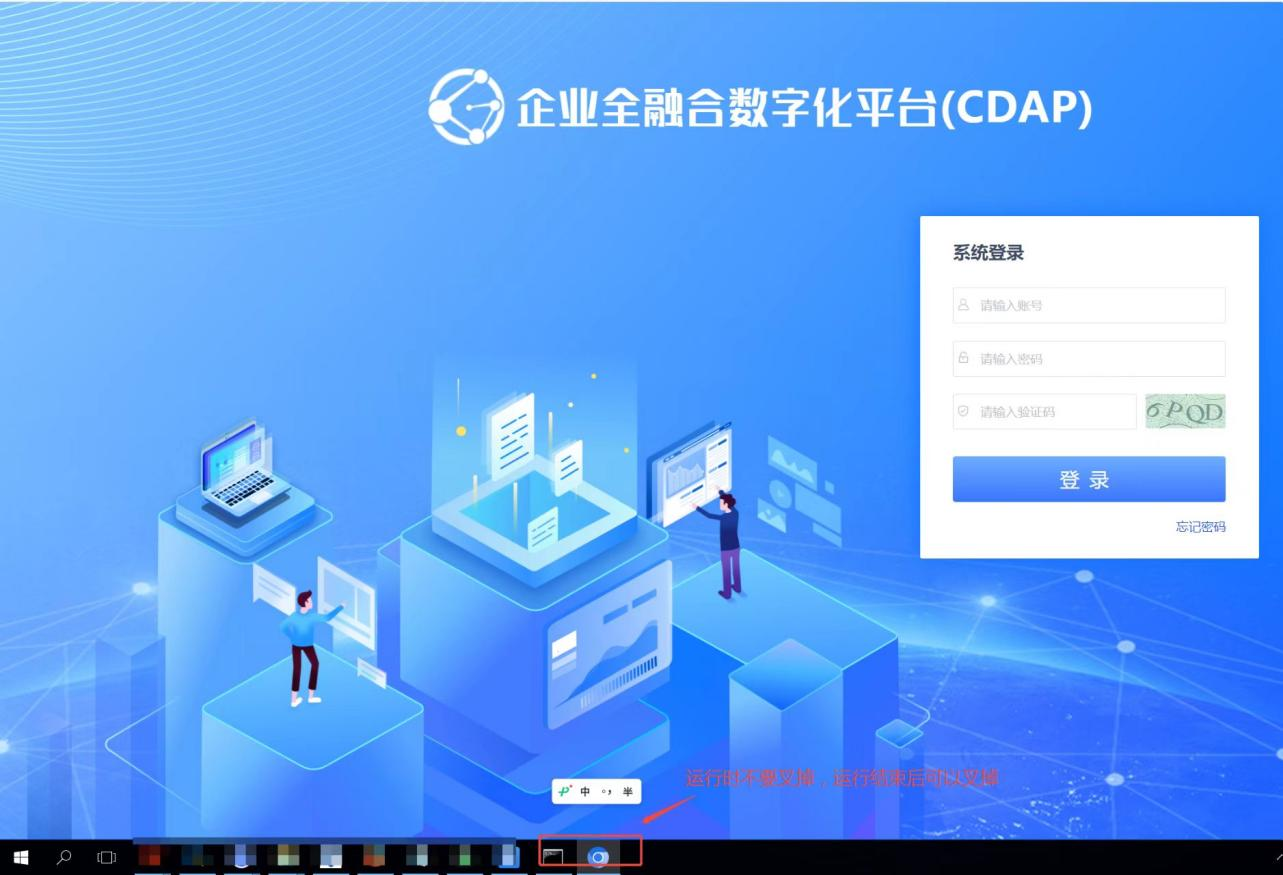 企业全融合数字化平台(CDAP)
系统登录
请输入账号
请输入密码
请输入验证码
6PQD
登 录
忘记密码
运行时不要叉掉，运行结束后可以叉掉
中 °, 半